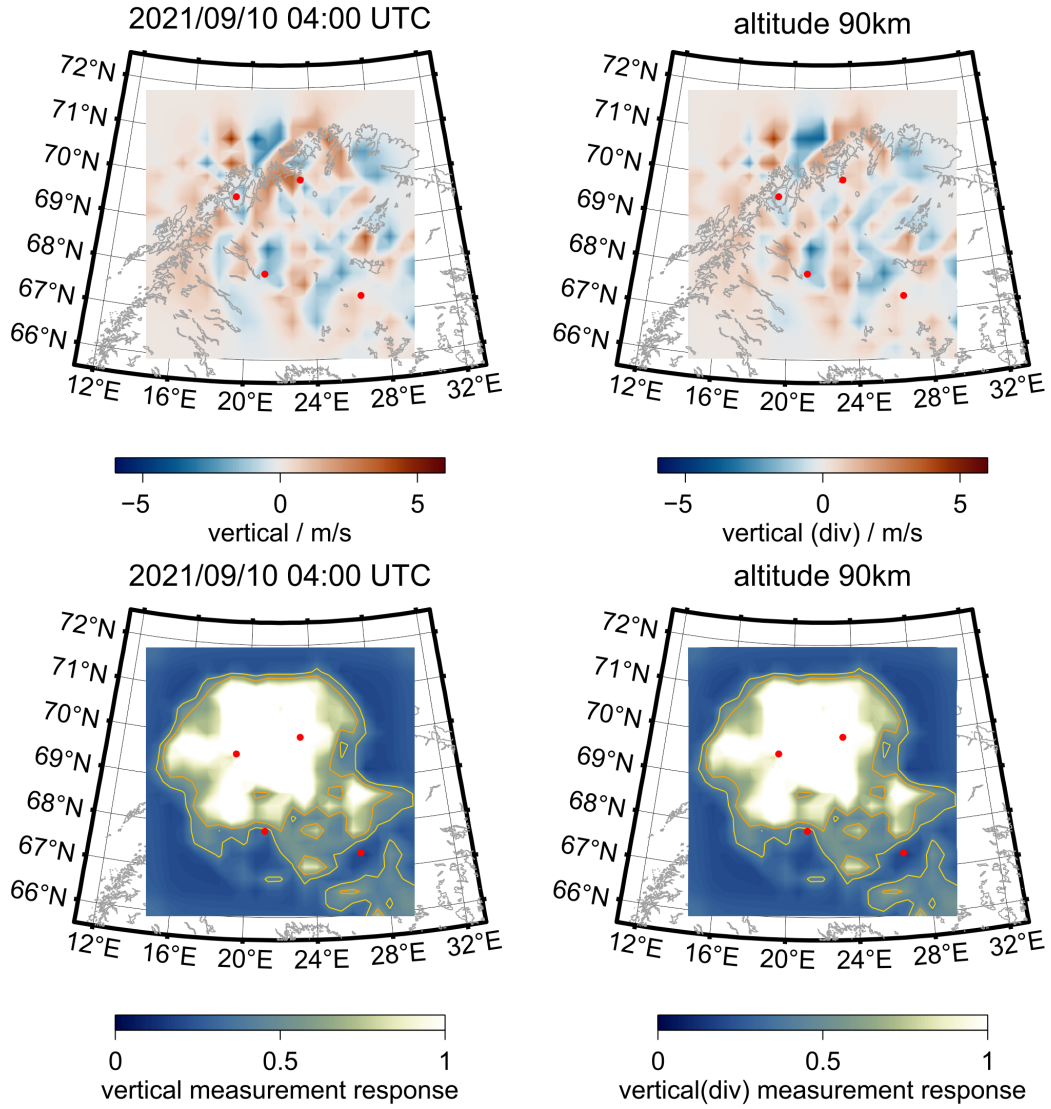 2021/09/10 04:00 UTC
altitude 90km
72°N
71°N
70°N
69°N
68°N
67°N
66°N
12°E
16°E
20°E
24°E
28°E
32°E
72°N
71°N
70°N
69°N
68°N
67°N
66°N
12°E
16°E
20°E
24°E
28°E
32°E
−5 0 5
vertical / m/s
−5 0 5
vertical (div) / m/s
2021/09/10 04:00 UTC
altitude 90km
72°N
71°N
70°N
69°N
68°N
67°N
66°N
12°E
16°E
20°E
24°E
28°E
32°E
72°N
71°N
70°N
69°N
68°N
67°N
66°N
12°E
16°E
20°E
24°E
28°E
32°E
0 0.5 1
vertical measurement response
0 0.5 1
vertical(div) measurement response